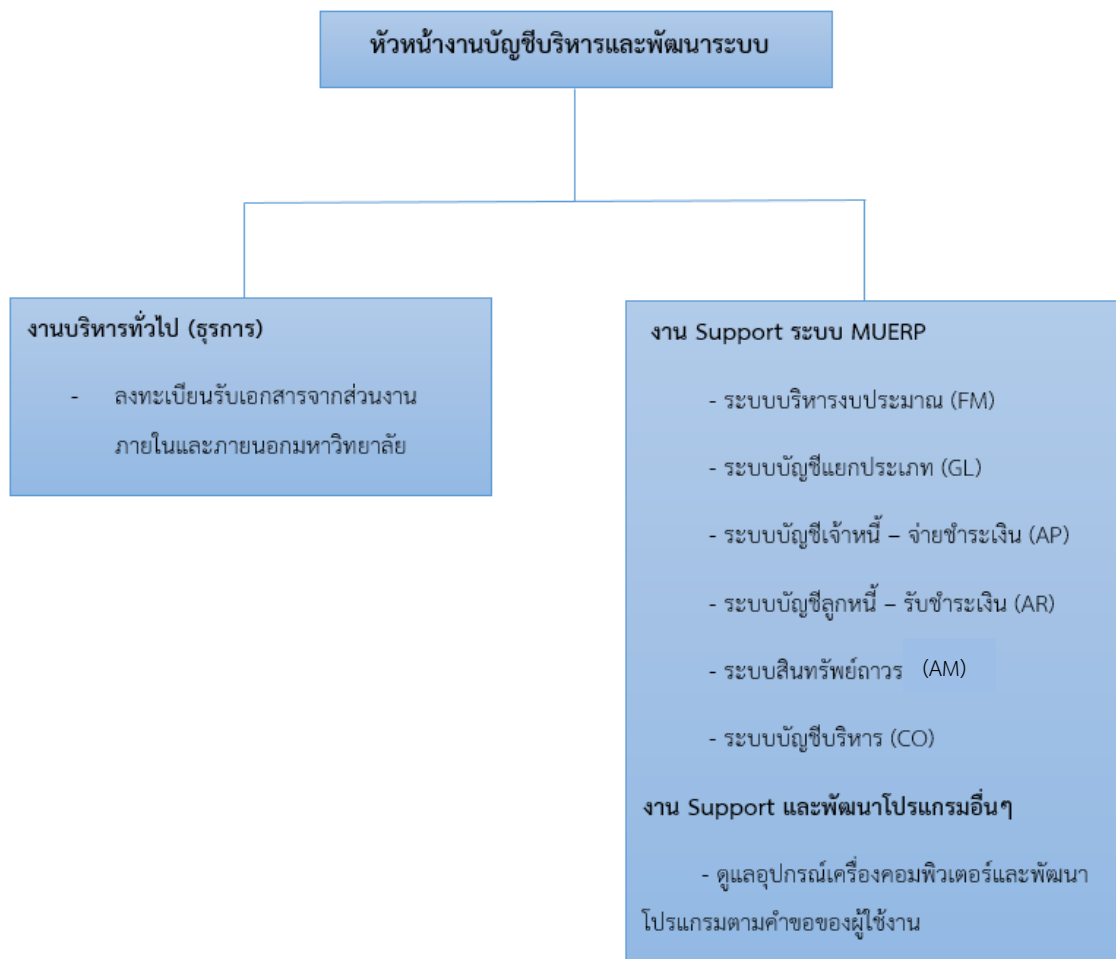 หัวหน้างานบัญชีบริหารและพัฒนาระบบ
งานบริหารทั่วไป (ธุรการ)
- ลงทะเบียนรับเอกสารจากส่วนงาน
ภายในและภายนอกมหาวิทยาลัย
งาน Support ระบบ MUERP
- ระบบบริหารงบประมาณ (FM)
- ระบบบัญชีแยกประเภท (GL)
- ระบบบัญชีเจ้าหนี้ – จ่ายชำระเงิน (AP)
- ระบบบัญชีลูกหนี้ – รับชำระเงิน (AR)
- ระบบสินทรัพย์ถาวร (AM)
- ระบบบัญชีบริหาร (CO)
งาน Support และพัฒนาโปรแกรมอื่นๆ
- ดูแลอุปกรณ์เครื่องคอมพิวเตอร์และพัฒนา
โปรแกรมตามคำขอของผู้ใช้งาน